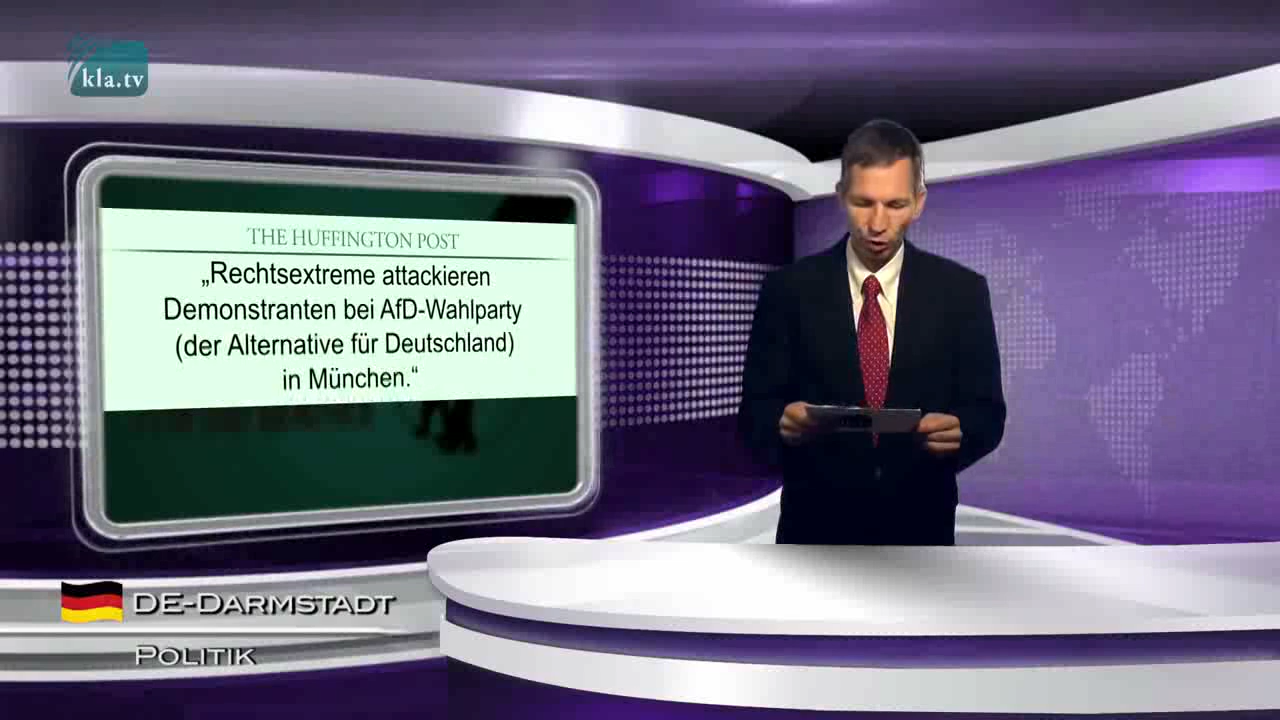 kla.tv
THE HUFFINGTON POST
„Rechtsextreme attackieren
Demonstranten bei AfD-Wahlparty
(der Alternative für Deutschland)
in München.“
DE-Darmstadt
Politik